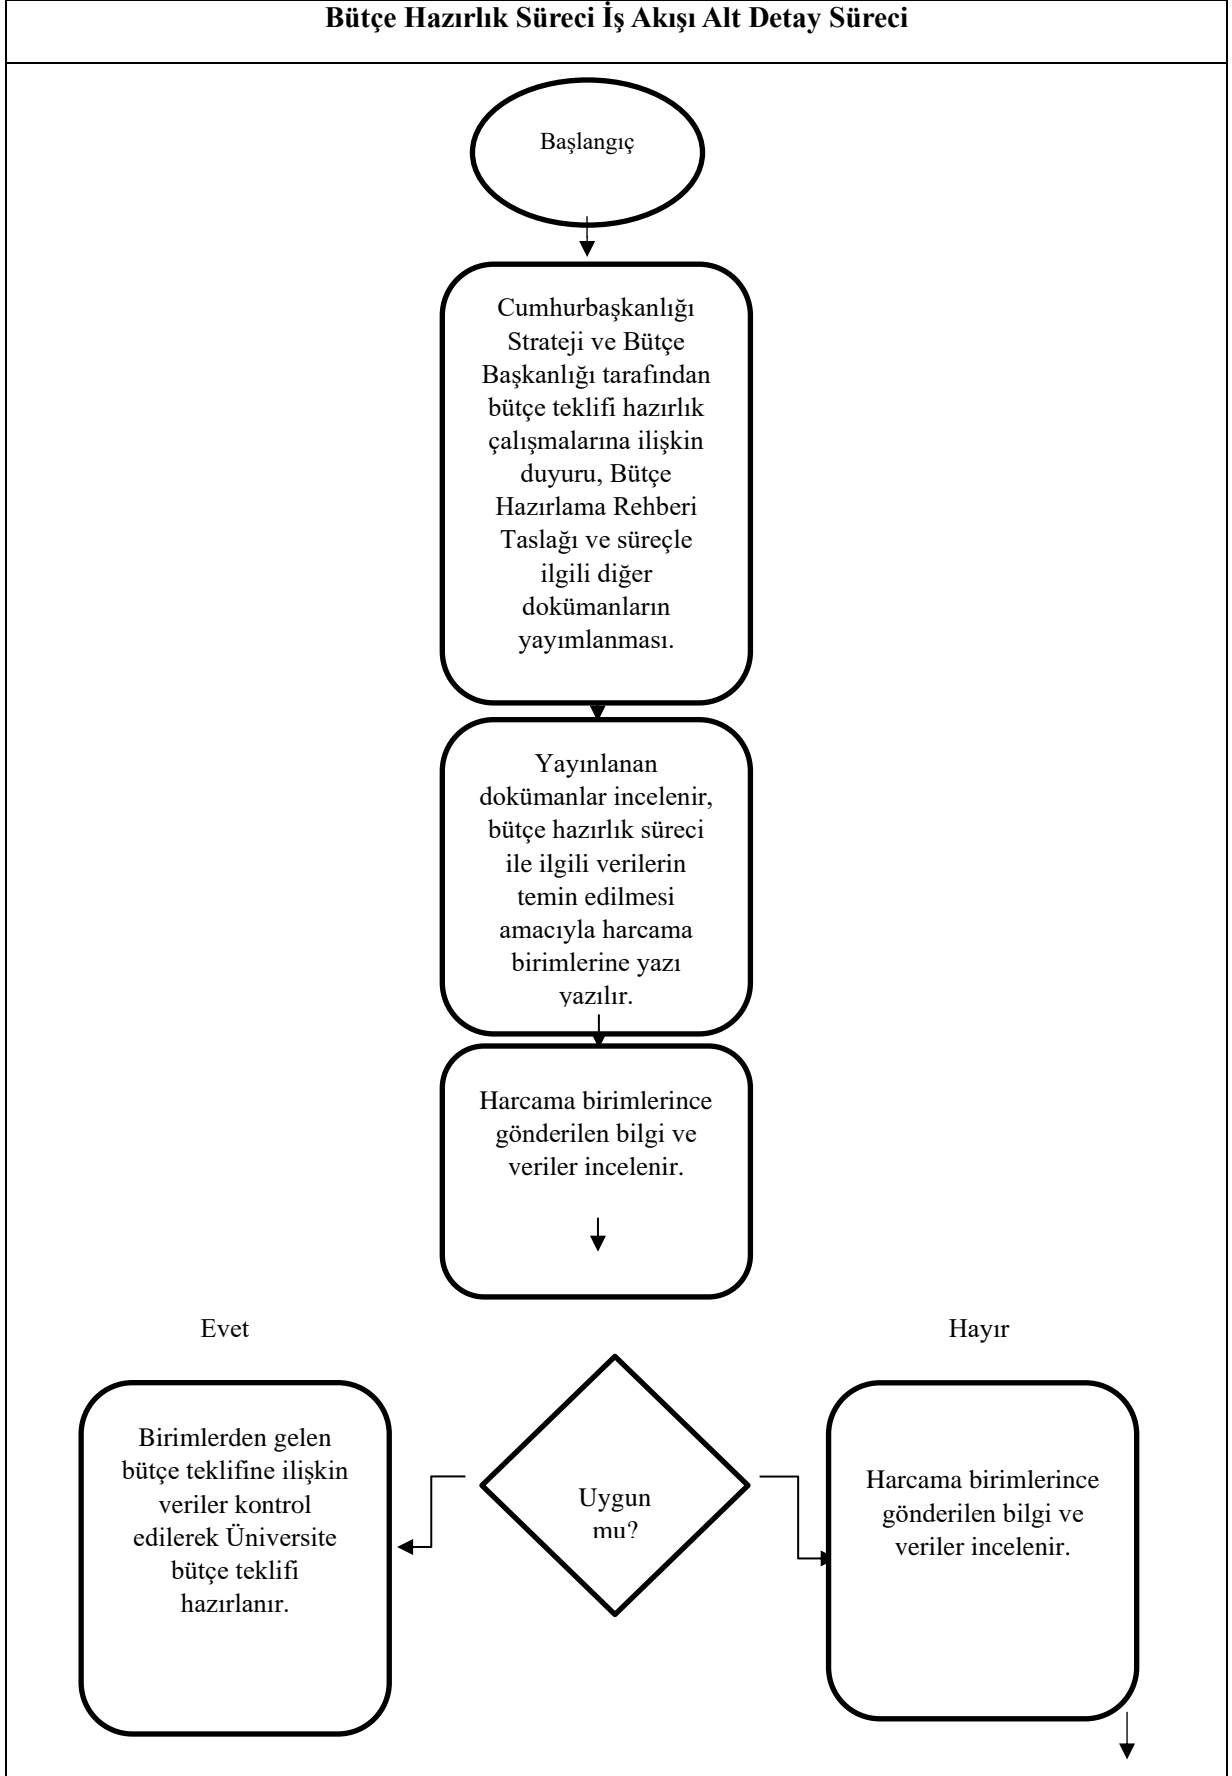 Bütçe Hazırlık Süreci İş Akışı Alt Detay Süreci
Başlangıç
Cumhurbaşkanlığı
Strateji ve Bütçe
Başkanlığı tarafından
bütçe teklifi hazırlık
çalışmalarına ilişkin
duyuru, Bütçe
Hazırlama Rehberi
Taslağı ve süreçle
ilgili diğer
dokümanların
yayımlanması.
Yayınlanan
dokümanlar incelenir,
bütçe hazırlık süreci
ile ilgili verilerin
temin edilmesi
amacıyla harcama
birimlerine yazı
yazılır.
Harcama birimlerince
gönderilen bilgi ve
veriler incelenir.
Evet
Hayır
Birimlerden gelen
bütçe teklifine ilişkin
veriler kontrol
edilerek Üniversite
bütçe teklifi
hazırlanır.
Uygun
mu?
Harcama birimlerince
gönderilen bilgi ve
veriler incelenir.